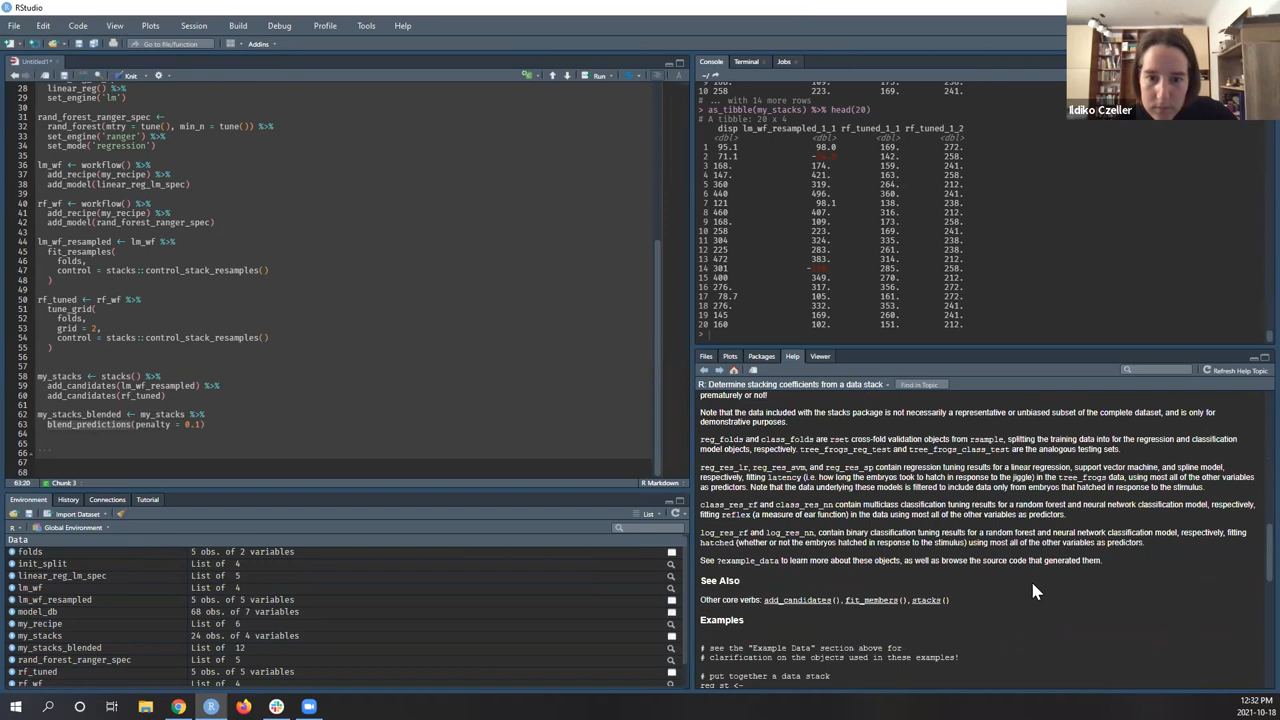 RStudio
File Edit Code View Plots Session Build Debug Profile Tools Help
Go to file/function Addins
Untitled1*
Knit Run
28 linear_reg() %>%
29 set_engine('lm')
30
31 rand_forest_ranger_spec ←
32 rand_forest(mtry = tune(), min_n = tune()) %>%
33 set_engine('ranger') %>%
34 set_mode('regression')
35
36 lm_wf ← workflow() %>%
37 add_recipe(my_recipe) %>%
38 add_model(linear_reg_lm_spec)
39
40 rf_wf ← workflow() %>%
41 add_recipe(my_recipe) %>%
42 add_model(rand_forest_ranger_spec)
43
44 lm_wf_resampled ← lm_wf %>%
45 fit_resamples(
46 folds,
47 control = stacks::control_stack_resamples()
48 )
49
50 rf_tuned ← rf_wf %>%
51 tune_grid(
52 folds,
53 grid = 2,
54 control = stacks::control_stack_resamples()
55 )
56
57
58 my_stacks ← stacks() %>%
59 add_candidates(lm_wf_resampled) %>%
60 add_candidates(rf_tuned)
61
62 my_stacks_blended ← my_stacks %>%
63 blend_predictions(penalty = 0.1)
64
65
66 ```
67
68
63:20 Chunk 3 R Markdown
Environment History Connections Tutorial
Import Dataset List
R Global Environment
Data
folds 5 obs. of 2 variables
init_split List of 4
linear_reg_lm_spec List of 5
lm_wf List of 4
lm_wf_resampled 5 obs. of 5 variables
model_db 68 obs. of 7 variables
my_recipe List of 6
my_stacks 24 obs. of 4 variables
my_stacks_blended List of 12
rand_forest_ranger_spec List of 5
rf_tuned 5 obs. of 5 variables
rf_wf List of 4
Console Terminal Jobs
~/
10 258 223. 169. 241.
# … with 14 more rows
> as_tibble(my_stacks) %>% head(20)
# A tibble: 20 x 4
disp lm_wf_resampled_1_1 rf_tuned_1_1 rf_tuned_1_2
<dbl> <dbl> <dbl> <dbl>
1 95.1 98.0 169. 272.
2 71.1 142. 258.
3 168. 174. 159. 241.
4 147. 421. 163. 258.
5 360 319. 264. 212.
6 440 496. 360. 212.
7 121 98.1 138. 238.
8 460 407. 316. 212.
9 168. 109. 173. 241.
10 258 223. 169. 241.
11 304 324. 335. 238.
12 225 283. 253. 241.
13 472 383. 314. 212.
14 301 285. 258.
15 400 349. 270. 212.
16 276. 317. 356. 272.
17 78.7 105. 161. 272.
18 276. 332. 353. 241.
19 145 169. 260. 241.
20 160 102. 151. 212.
>
Ildiko Czeller
Files Plots Packages Help Viewer
Refresh Help Topic
R: Determine stacking coefficients from a data stack Find in Topic
prematurely or not!
Note that the data included with the stacks package is not necessarily a representative or unbiased subset of the complete dataset, and is only for
demonstrative purposes.
reg_folds and class_folds are rset cross-fold validation objects from rsample, splitting the training data into for the regression and classification
model objects, respectively. tree_frogs_reg_test and tree_frogs_class_test are the analogous testing sets.
reg_res_lr, reg_res_svm, and reg_res_sp contain regression tuning results for a linear regression, support vector machine, and spline model,
respectively, fitting latency (i.e. how long the embryos took to hatch in response to the jiggle) in the tree_frogs data, using most all of the other variables
as predictors. Note that the data underlying these models is filtered to include data only from embryos that hatched in response to the stimulus.
class_res_rf and class_res_nn contain multiclass classification tuning results for a random forest and neural network classification model, respectively,
fitting reflex (a measure of ear function) in the data using most all of the other variables as predictors.
log_res_rf and log_res_nn, contain binary classification tuning results for a random forest and neural network classification model, respectively, fitting
hatched (whether or not the embryos hatched in response to the stimulus) using most all of the other variables as predictors.
See ?example_data to learn more about these objects, as well as browse the source code that generated them.
See Also
Other core verbs: add_candidates(), fit_members(), stacks()
Examples
# see the "Example Data" section above for
# clarification on the objects used in these examples!
# put together a data stack
reg_st <-
12:32 PM
2021-10-18